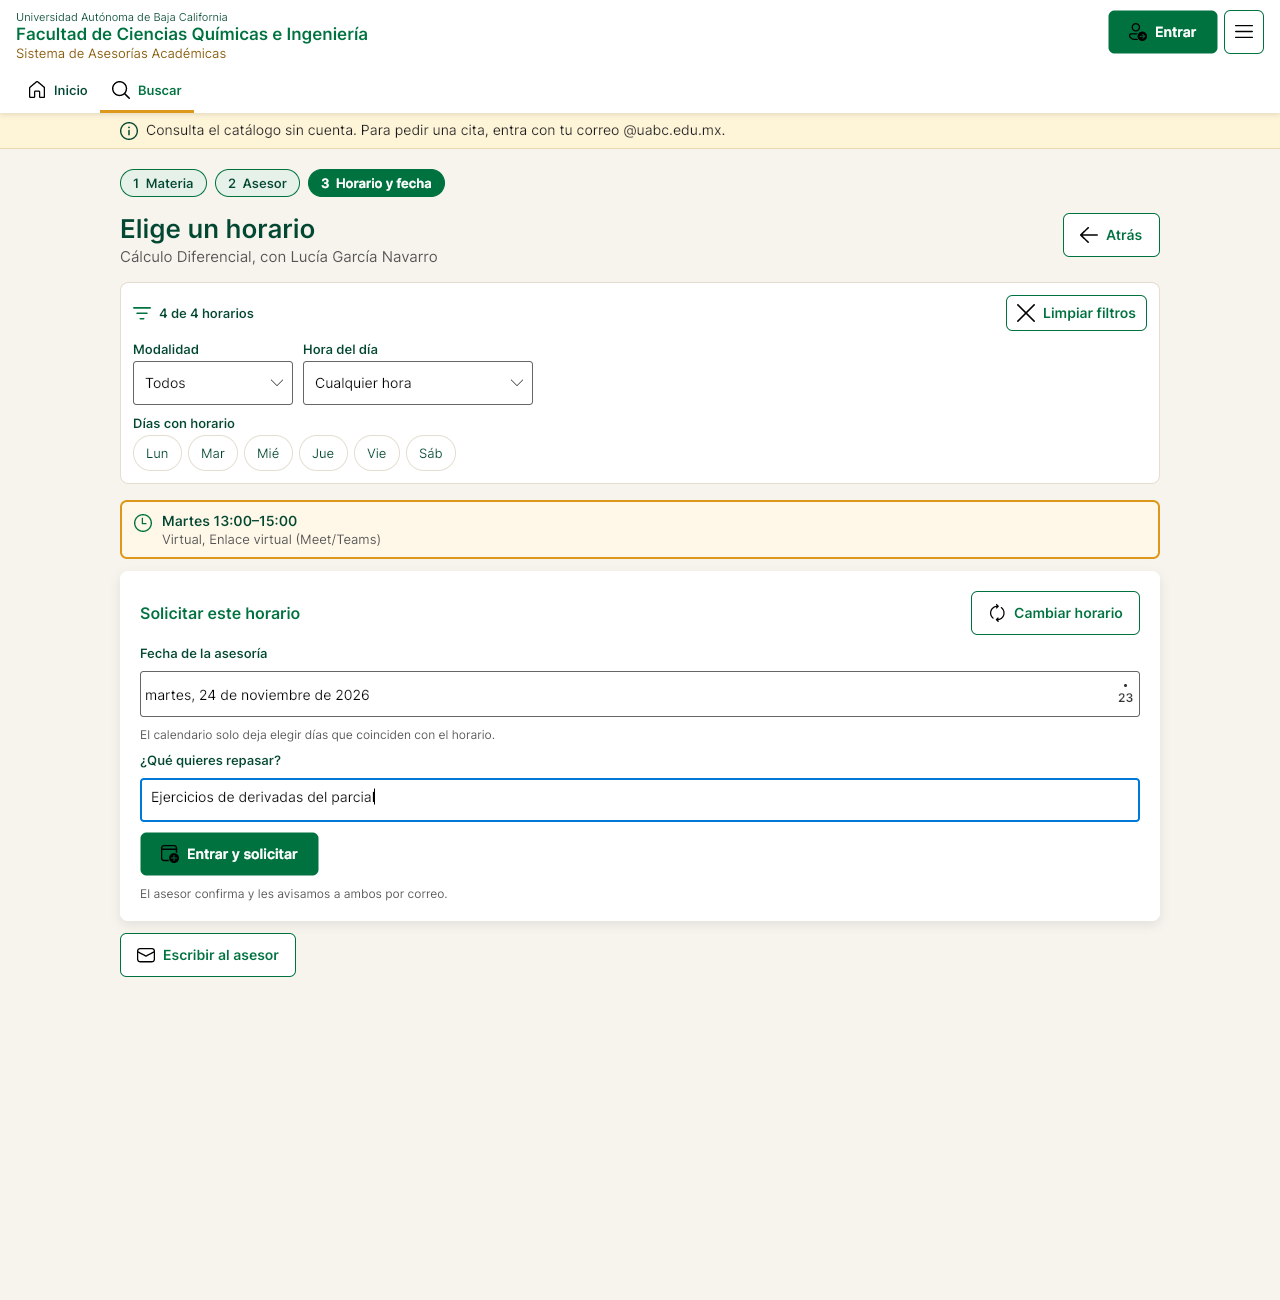 Universidad Autónoma de Baja California
Facultad de Ciencias Químicas e Ingeniería
Sistema de Asesorías Académicas
Entrar
Inicio
Buscar
Consulta el catálogo sin cuenta. Para pedir una cita, entra con tu correo @uabc.edu.mx.
1 Materia
2 Asesor
3 Horario y fecha
Elige un horario
Cálculo Diferencial, con Lucía García Navarro
Atrás
4 de 4 horarios
Limpiar filtros
Modalidad
Hora del día
Todos
Cualquier hora
Días con horario
Lun
Mar
Mié
Jue
Vie
Sáb
Martes 13:00–15:00
Virtual, Enlace virtual (Meet/Teams)
Solicitar este horario
Cambiar horario
Fecha de la asesoría
martes, 24 de noviembre de 2026
23
El calendario solo deja elegir días que coinciden con el horario.
¿Qué quieres repasar?
Ejercicios de derivadas del parcial
Entrar y solicitar
El asesor confirma y les avisamos a ambos por correo.
Escribir al asesor